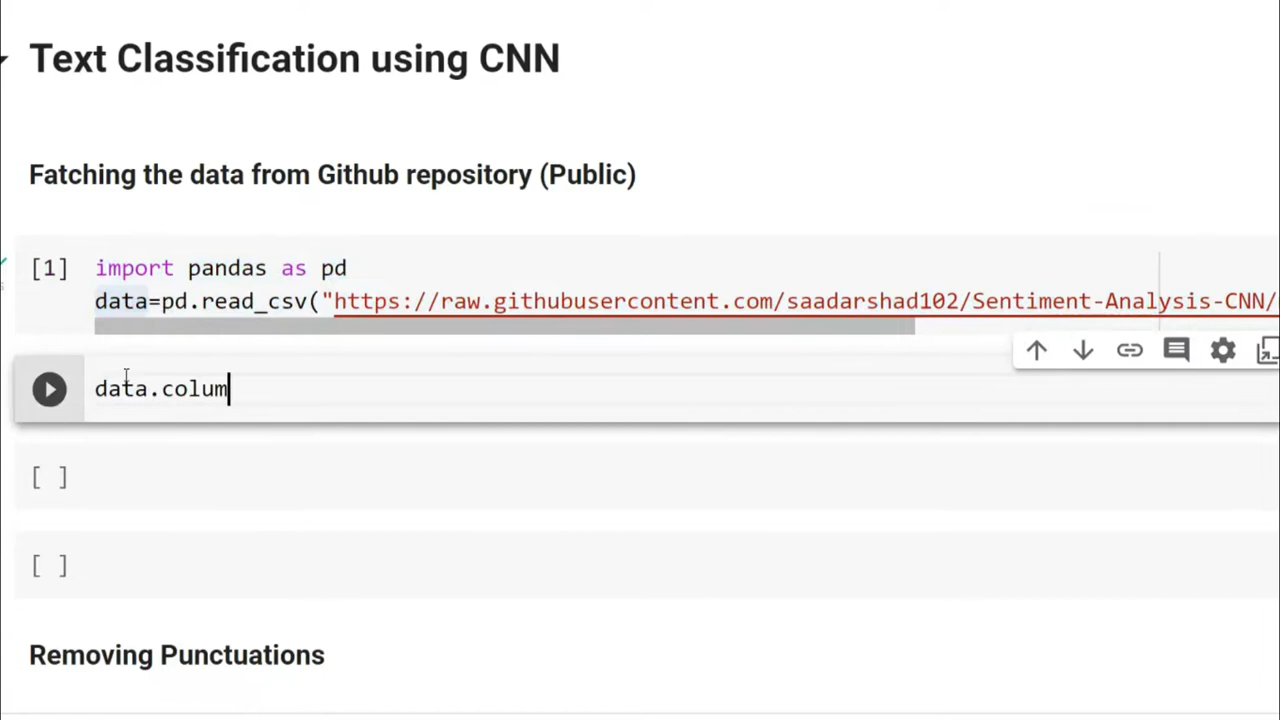 Text Classification using CNN
Fatching the data from Github repository (Public)
[1] import pandas as pd
data=pd.read_csv("https://raw.githubusercontent.com/saadarshad102/Sentiment-Analysis-CNN/
data.colum
[ ]
[ ]
Removing Punctuations